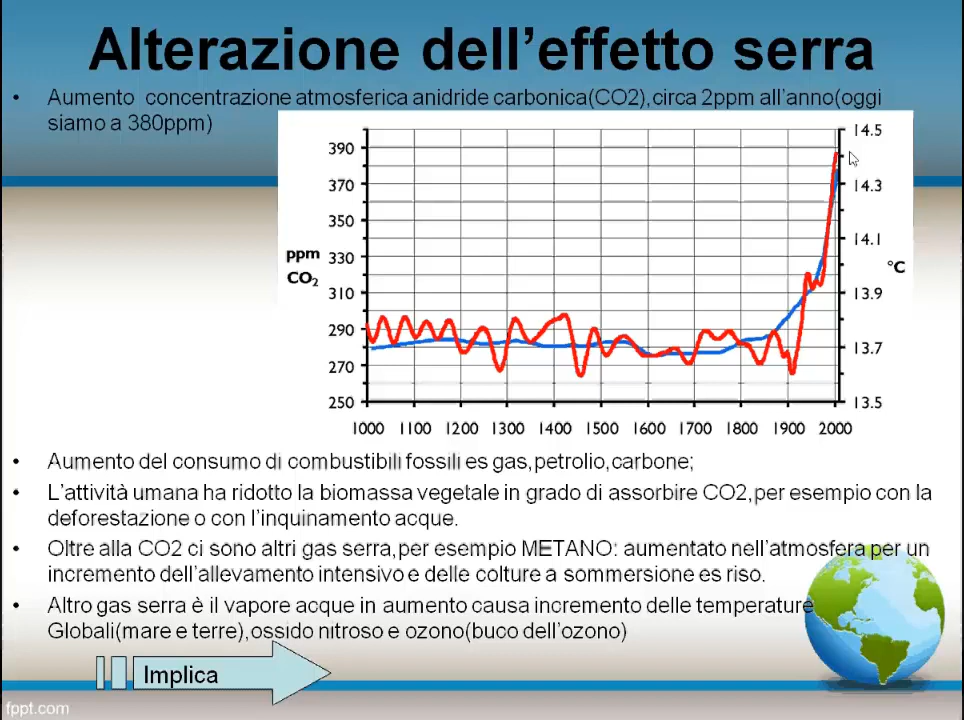 Alterazione dell'effetto serra
• Aumento concentrazione atmosferica anidride carbonica(CO2),circa 2ppm all'anno(oggi
siamo a 380ppm)
390
370
350
330
310
290
270
250
ppm
CO2
14.5
14.3
14.1
13.9
13.7
13.5
°C
1000 1100 1200 1300 1400 1500 1600 1700 1800 1900 2000
• Aumento del consumo di combustibili fossili es gas,petrolio,carbone;
• L'attività umana ha ridotto la biomassa vegetale in grado di assorbire CO2,per esempio con la
deforestazione o con l'inquinamento acque.
• Oltre alla CO2 ci sono altri gas serra,per esempio METANO: aumentato nell'atmosfera per un
incremento dell'allevamento intensivo e delle colture a sommersione es riso.
• Altro gas serra è il vapore acque in aumento causa incremento delle temperature
Globali(mare e terre),ossido nitroso e ozono(buco dell'ozono)
Implica
fppt.com